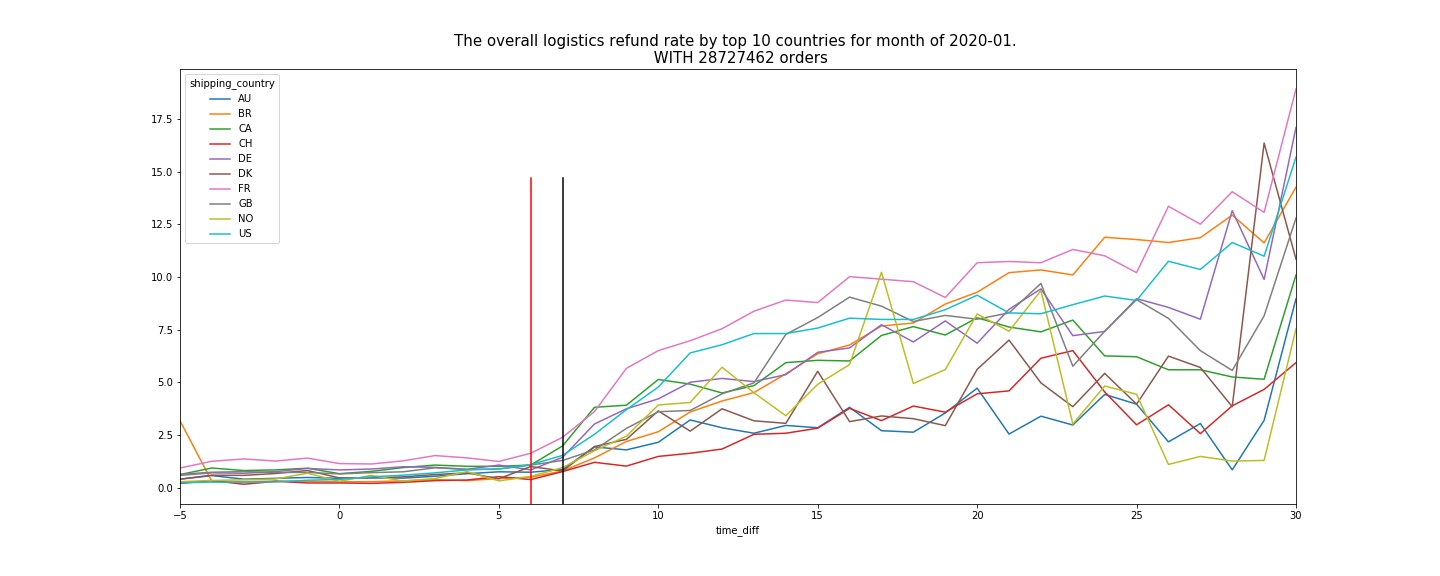 The overall logistics refund rate by top 10 countries for month of 2020-01.
WITH 28727462 orders
shipping_country
AU
BR
CA
CH
DE
DK
FR
GB
NO
US
17.5
15.0
12.5
10.0
7.5
5.0
2.5
0.0
−5 0 5 10 15 20 25 30
time_diff